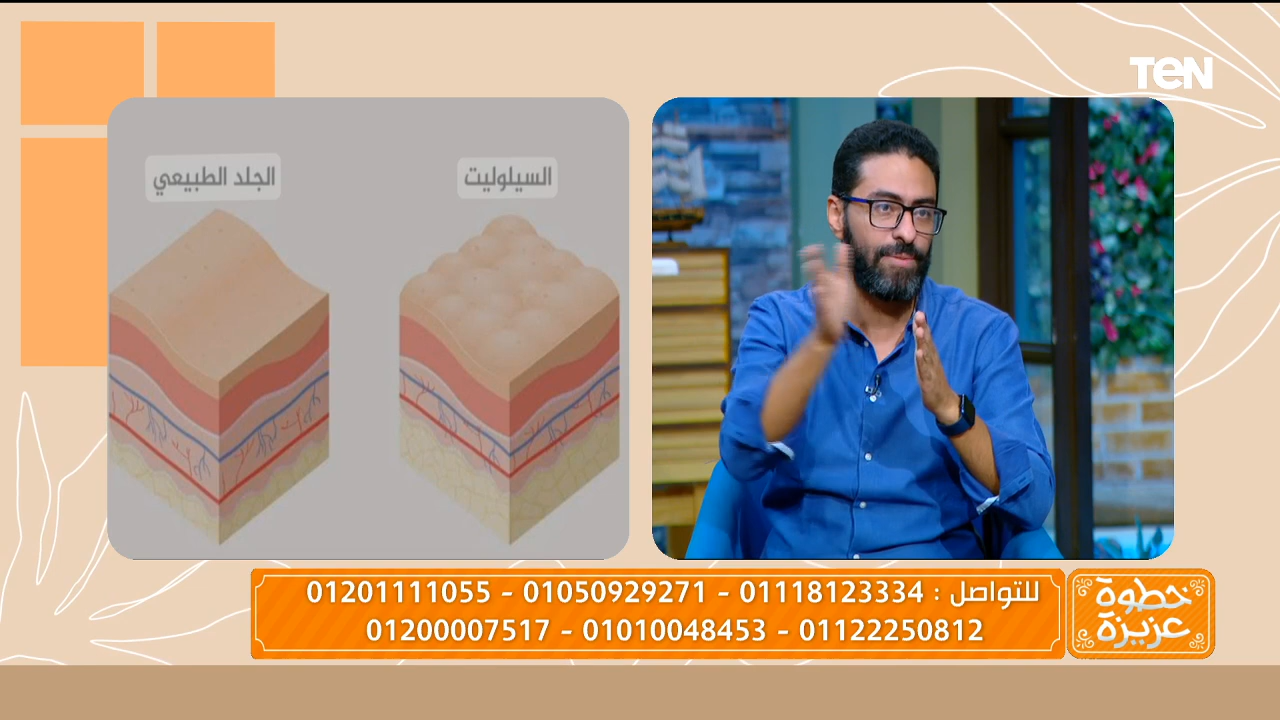 TeN
السيلوليت
الجلد الطبيعي
للتواصل : 01118123334 - 01050929271 - 01201111055
01122250812 - 01010048453 - 01200007517
خطوة
عزيزة